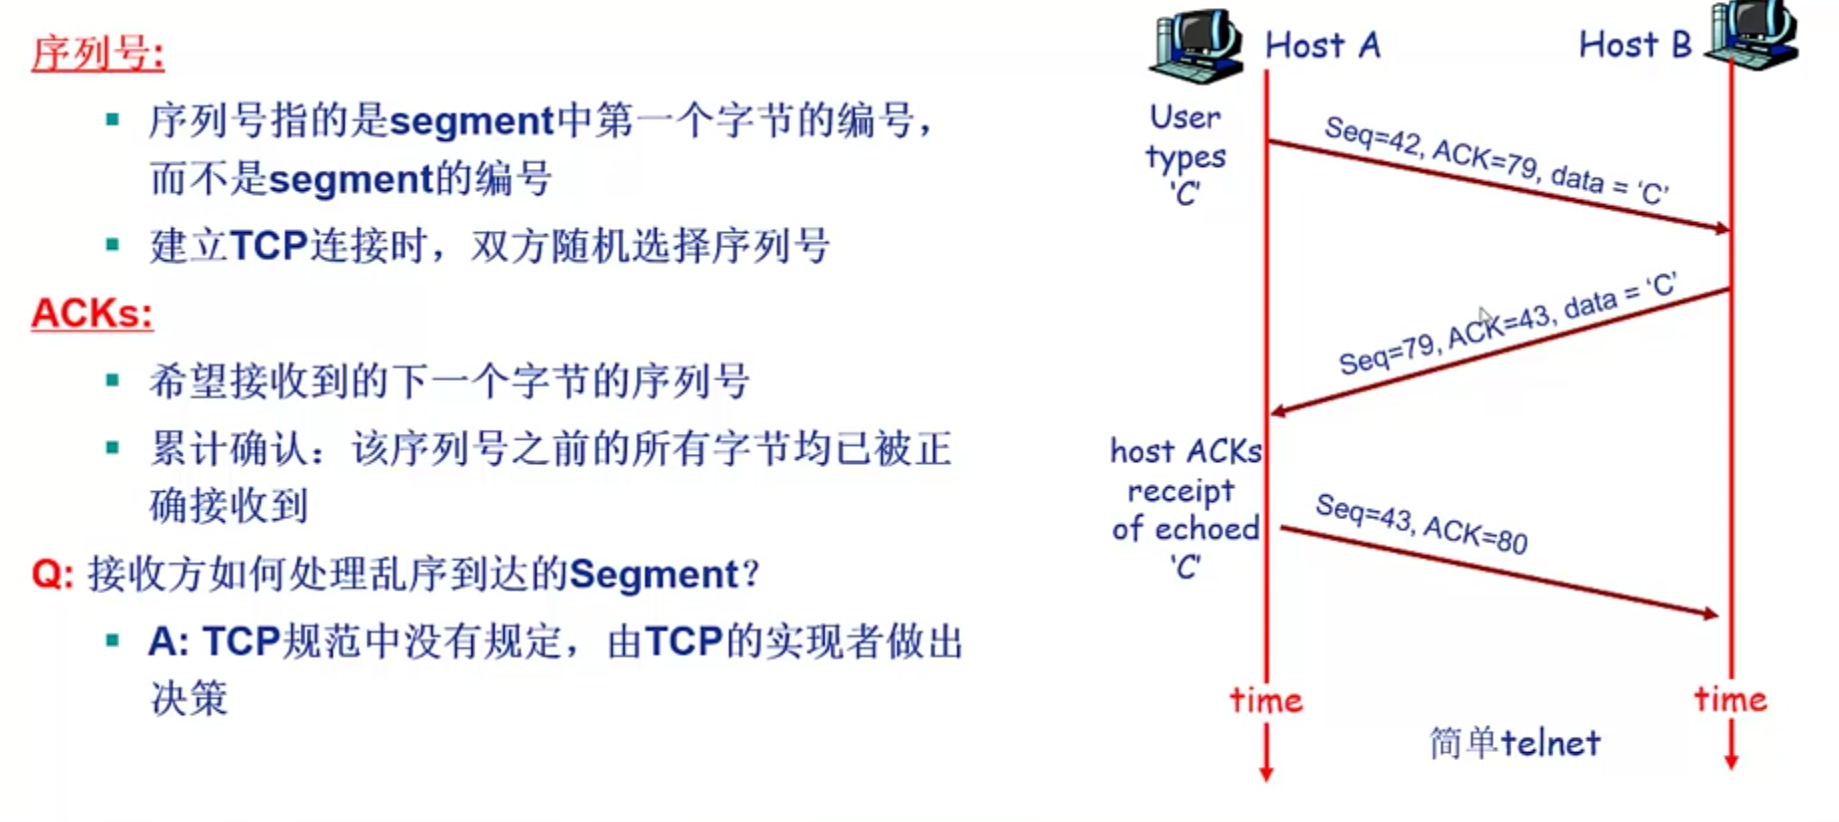 序列号:
序列号指的是segment中第一个字节的编号，
而不是segment的编号
建立TCP连接时，双方随机选择序列号
ACKs:
希望接收到的下一个字节的序列号
累计确认：该序列号之前的所有字节均已被正
确接收到
Q: 接收方如何处理乱序到达的Segment？
A: TCP规范中没有规定，由TCP的实现者做出
决策
Host A
Host B
User
types
‘C’
Seq=42, ACK=79, data = ‘C’
Seq=79, ACK=43, data = ‘C’
host ACKs
receipt
of echoed
‘C’
Seq=43, ACK=80
time
time
简单telnet